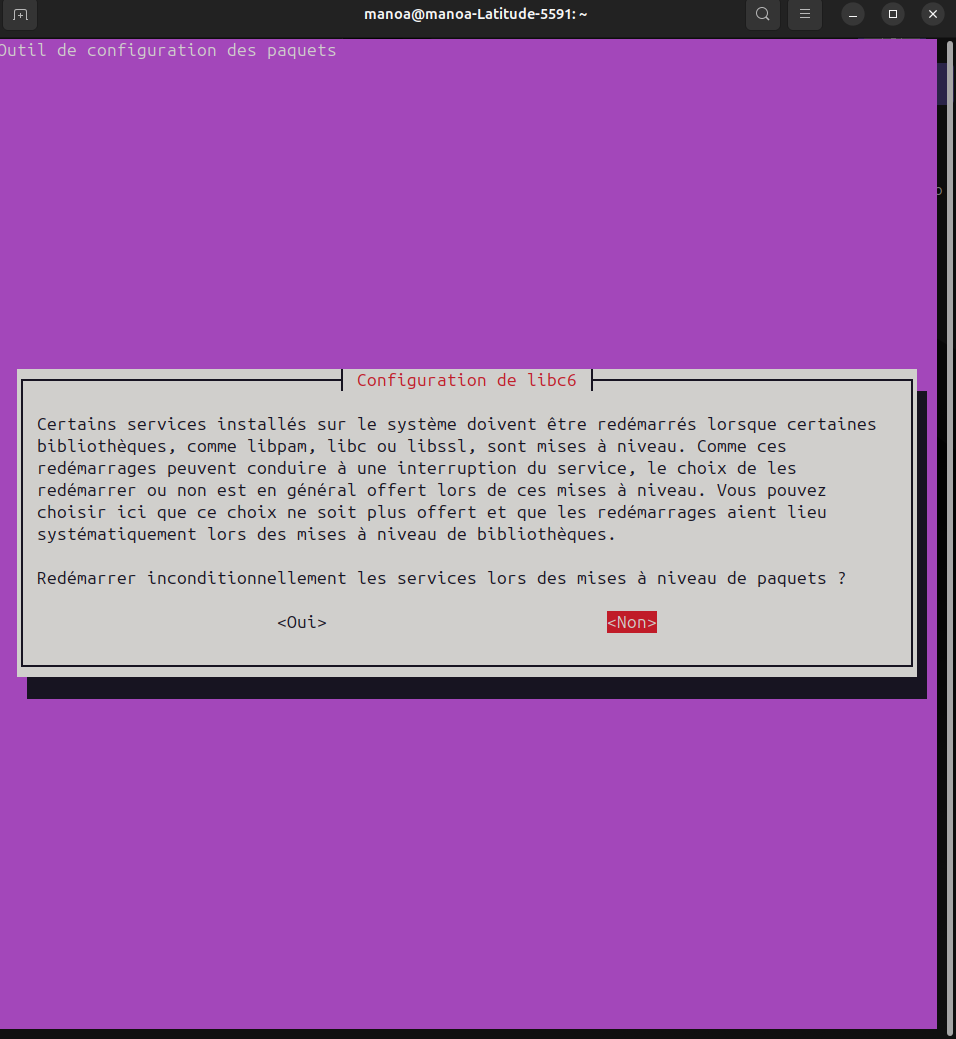 manoa@manoa-Latitude-5591: ~
Outil de configuration des paquets
Configuration de libc6
Certains services installés sur le système doivent être redémarrés lorsque certaines
bibliothèques, comme libpam, libc ou libssl, sont mises à niveau. Comme ces
redémarrages peuvent conduire à une interruption du service, le choix de les
redémarrer ou non est en général offert lors de ces mises à niveau. Vous pouvez
choisir ici que ce choix ne soit plus offert et que les redémarrages aient lieu
systématiquement lors des mises à niveau de bibliothèques.
Redémarrer inconditionnellement les services lors des mises à niveau de paquets ?
<Oui> <Non>